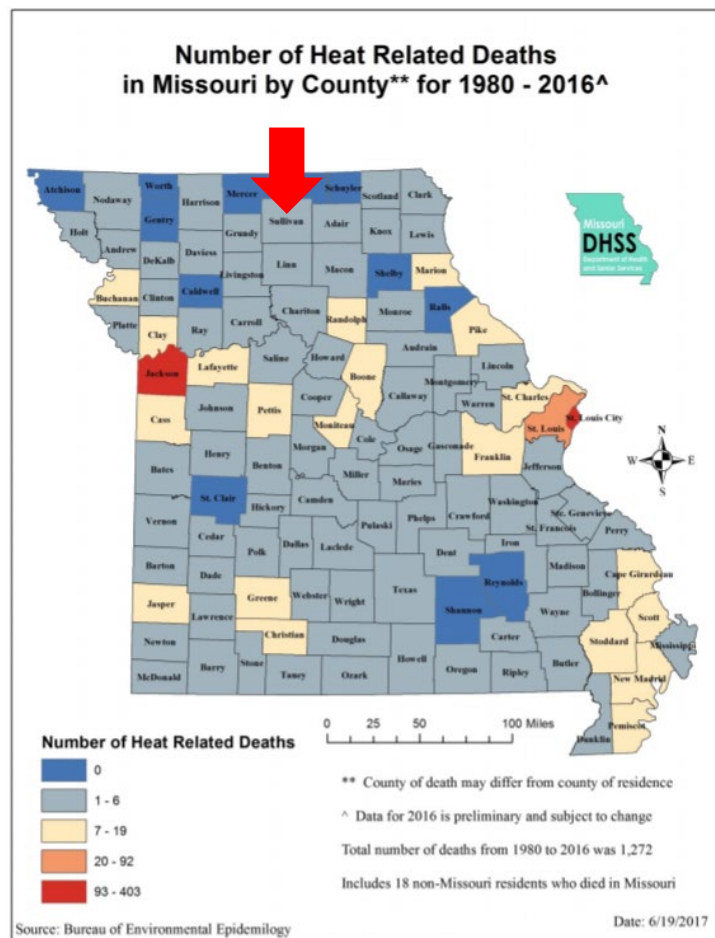 Number of Heat Related Deaths
in Missouri by County** for 1980 - 2016^
Atchison
Nodaway
Worth
Gentry
Harrison
Mercer
Schuyler
Scotland
Clark
Holt
Andrew
DeKalb
Daviess
Grundy
Sullivan
Adair
Knox
Lewis
Buchanan
Clinton
Caldwell
Livingston
Linn
Macon
Shelby
Marion
Platte
Clay
Ray
Carroll
Chariton
Randolph
Monroe
Ralls
Pike
Jackson
Lafayette
Saline
Howard
Boone
Audrain
Callaway
Montgomery
Lincoln
Warren
St. Charles
St. Louis
St. Louis City
Cass
Johnson
Pettis
Cooper
Moniteau
Cole
Osage
Gasconade
Franklin
Jefferson
Bates
Henry
Benton
Morgan
Miller
Maries
Vernon
St. Clair
Hickory
Camden
Pulaski
Phelps
Crawford
Washington
St. Francois
Ste. Genevieve
Perry
Barton
Cedar
Polk
Dallas
Laclede
Dent
Iron
Madison
Cape Girardeau
Bollinger
Jasper
Dade
Greene
Webster
Wright
Texas
Shannon
Reynolds
Wayne
Scott
Mississippi
Stoddard
Newton
Lawrence
Christian
Douglas
Howell
Carter
Butler
New Madrid
McDonald
Barry
Stone
Taney
Ozark
Oregon
Ripley
Dunklin
Pemiscot
Missouri
DHSS
Department of Health
and Senior Services
N
W E
S
0 25 50 100 Miles
Number of Heat Related Deaths
0
1 - 6
7 - 19
20 - 92
93 - 403
** County of death may differ from county of residence
^ Data for 2016 is preliminary and subject to change
Total number of deaths from 1980 to 2016 was 1,272
Includes 18 non-Missouri residents who died in Missouri
Source: Bureau of Environmental Epidemilogy
Date: 6/19/2017